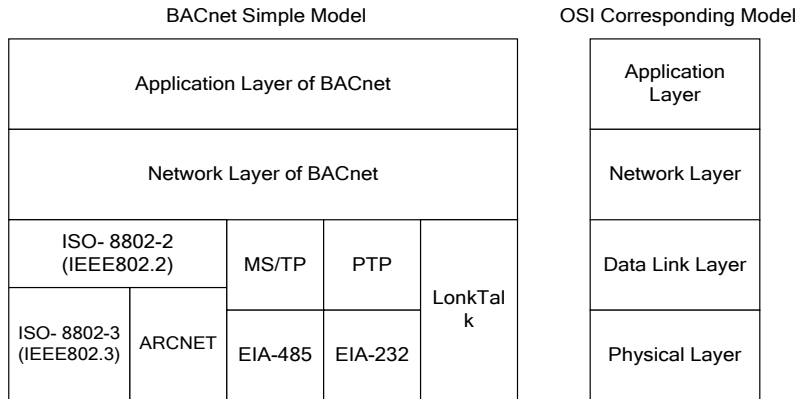 BACnet Simple Model
OSI Corresponding Model
Application Layer of BACnet
Application
Layer
Network Layer of BACnet
Network Layer
ISO- 8802-2
(IEEE802.2)
MS/TP
PTP
LonkTal
k
Data Link Layer
ISO- 8802-3
(IEEE802.3)
ARCNET
EIA-485
EIA-232
Physical Layer